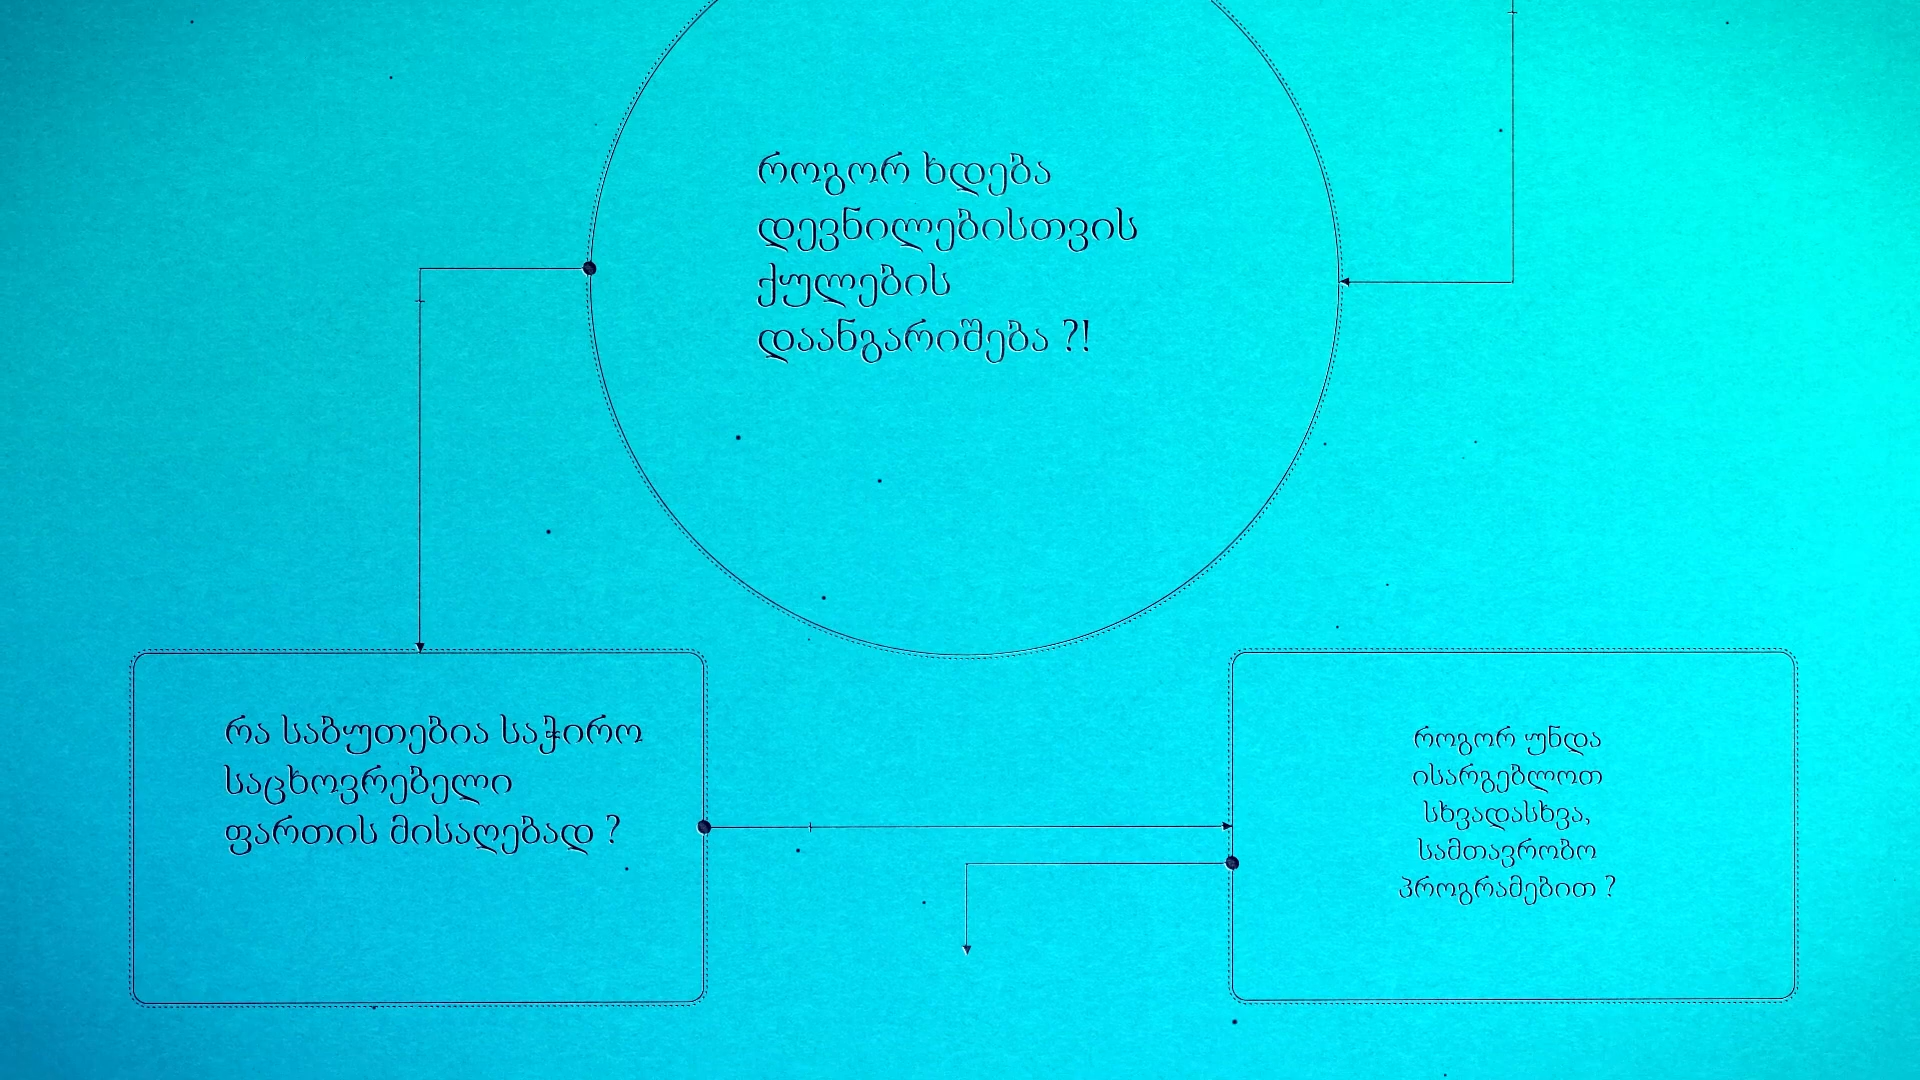 როგორ ხდება
დევნილებისთვის
ქულების
დაანგარიშება ?!
რა საბუთებია საჭირო
საცხოვრებელი
ფართის მისაღებად ?
როგორ უნდა
ისარგებლოთ
სხვადასხვა,
სამთავრობო
პროგრამებით ?